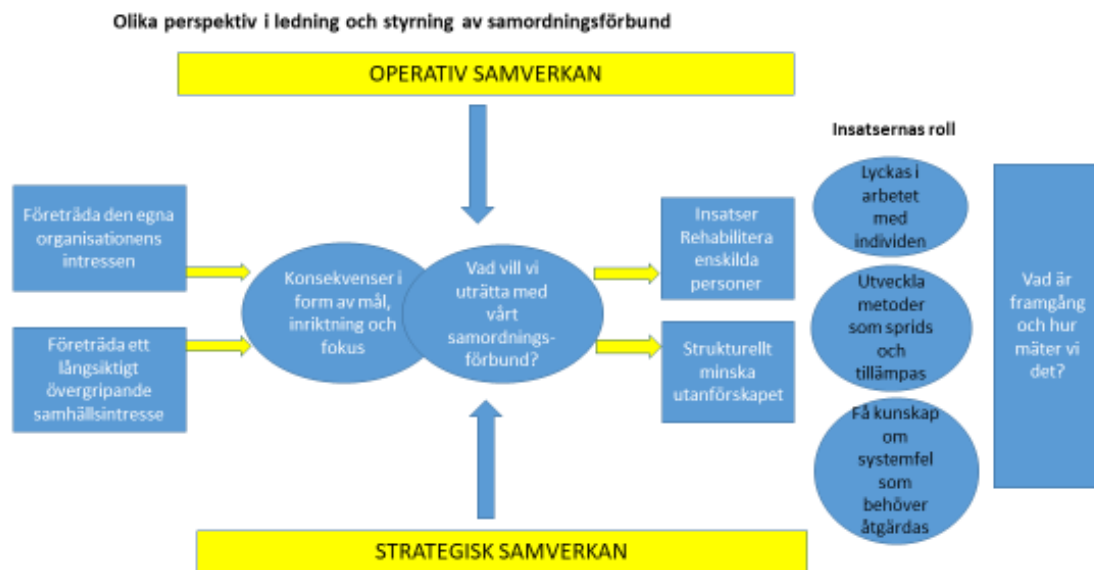 Olika perspektiv i ledning och styrning av samordningsförbund
OPERATIV SAMVERKAN
Företräda den egna
organisationens
intressen
Företräda ett
långsiktigt
övergripande
samhällsintresse
Konsekvenser i
form av mål,
inriktning och
fokus
Vad vill vi
uträtta med
vårt
samordnings-
förbund?
Insatser
Rehabilitera
enskilda
personer
Strukturellt
minska
utanförskapet
Insatsernas roll
Lyckas i
arbetet
med
individen
Utveckla
metoder
som sprids
och
tillämpas
Få kunskap
om
systemfel
som
behöver
åtgärdas
Vad är
framgång
och hur
mäter vi
det?
STRATEGISK SAMVERKAN